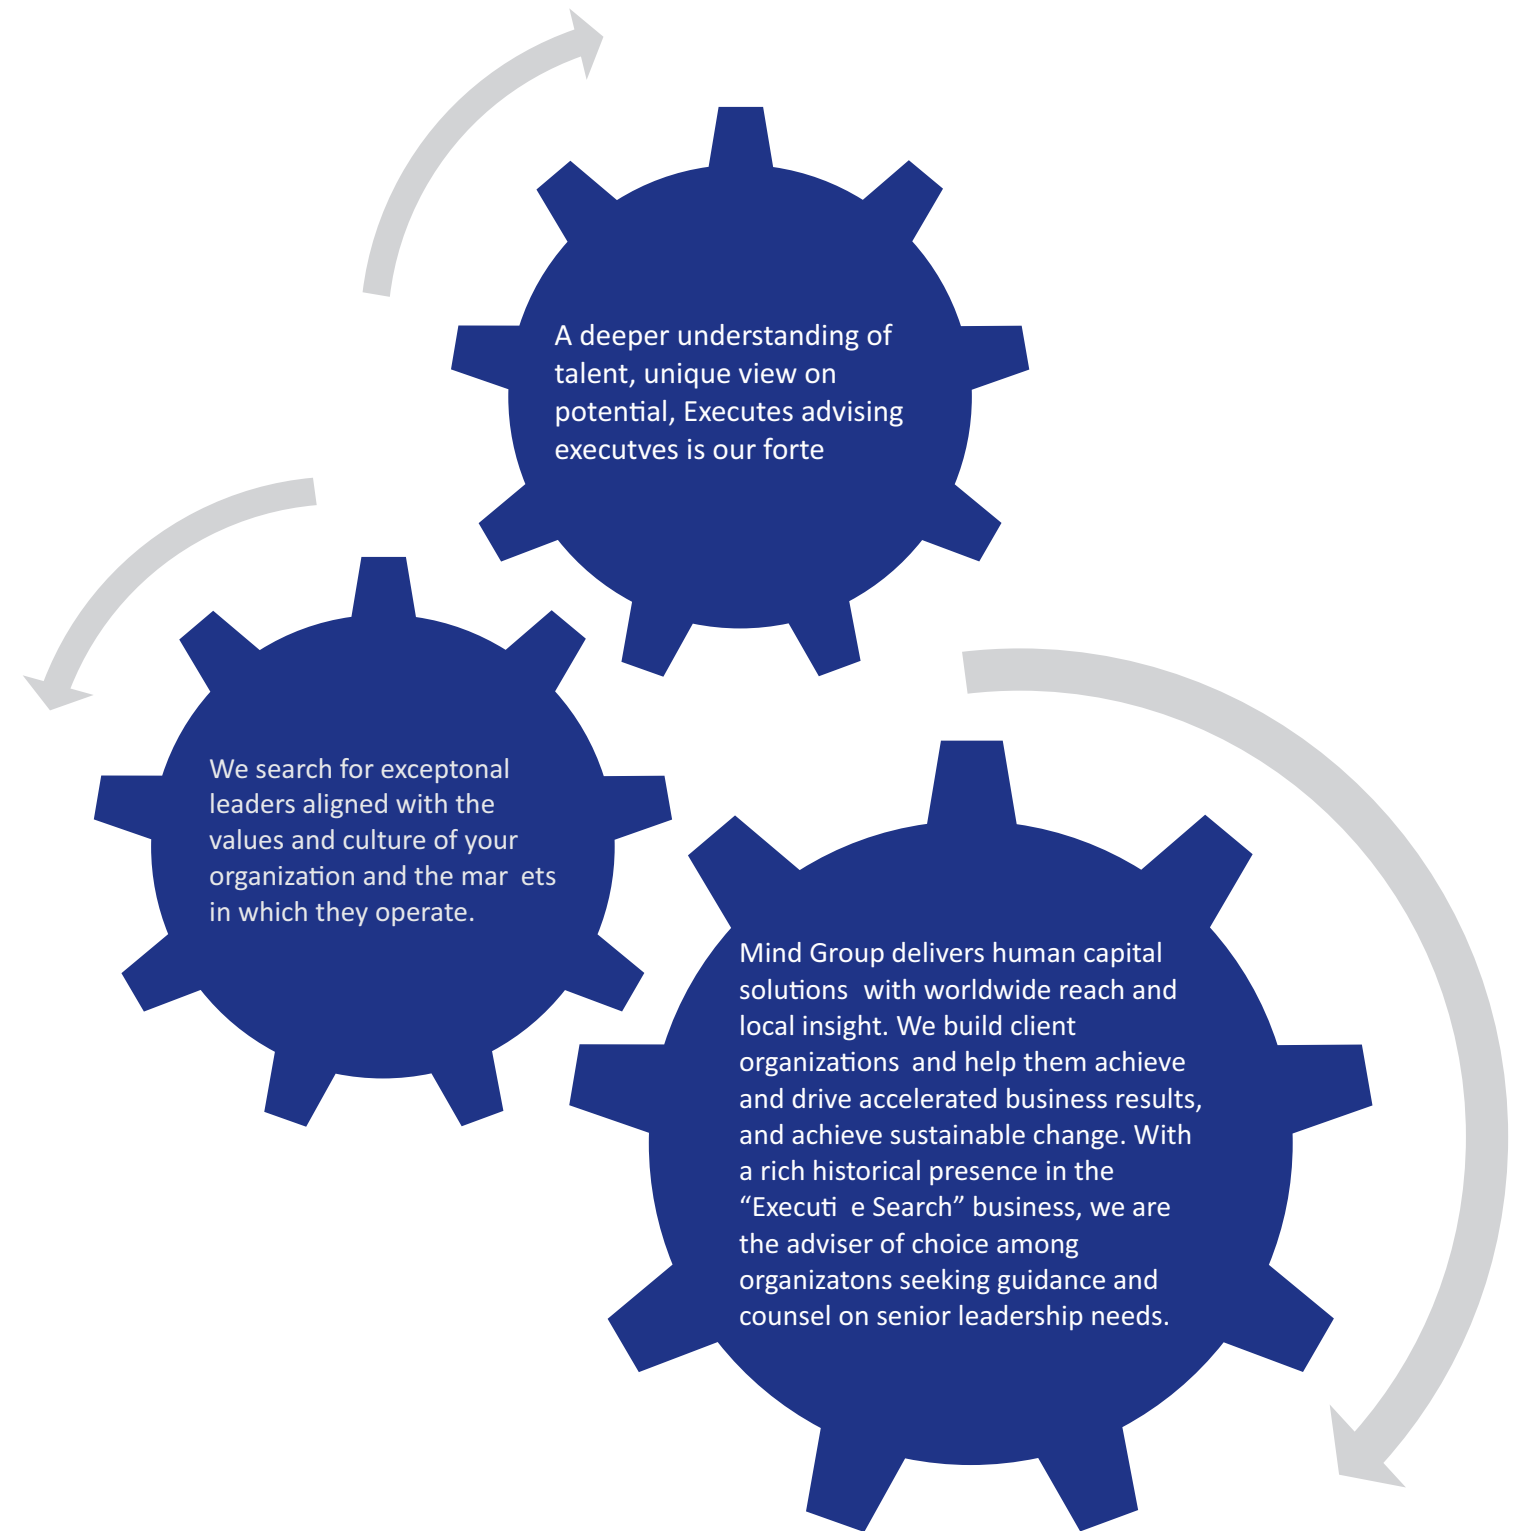 A deeper understanding of
talent, unique view on
potential, Executes advising
executves is our forte
We search for exceptonal
leaders aligned with the
values and culture of your
organization and the mar ets
in which they operate.
Mind Group delivers human capital
solutions with worldwide reach and
local insight. We build client
organizations and help them achieve
and drive accelerated business results,
and achieve sustainable change. With
a rich historical presence in the
“Executi e Search” business, we are
the adviser of choice among
organizatons seeking guidance and
counsel on senior leadership needs.